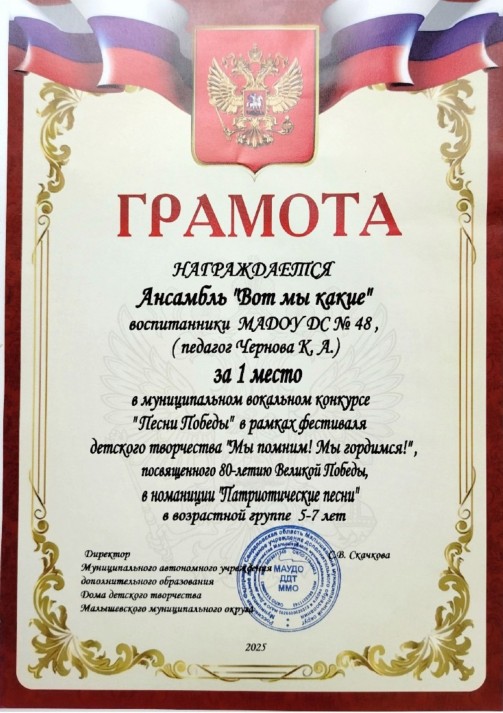 ГРАМОТА
НАГРАЖДАЕТСЯ
Ансамбль "Вот мы какие"
воспитанники МАДОУ ДС № 48 ,
( педагог Чернова К. А.)
за 1 место
в муниципальном вокальном конкурсе
"Песни Победы" в рамках фестиваля
детского творчества "Мы помним! Мы гордимся!" ,
посвященного 80-летию Великой Победы,
в номаниции "Патриотические песни"
в возрастной группе 5-7 лет
Директор С.В. Скачкова
Муниципального автономного учреждения
дополнительного образования
Дома детского творчества
Малышевского муниципального округа
МАУДО
ДДТ
ММО
2025